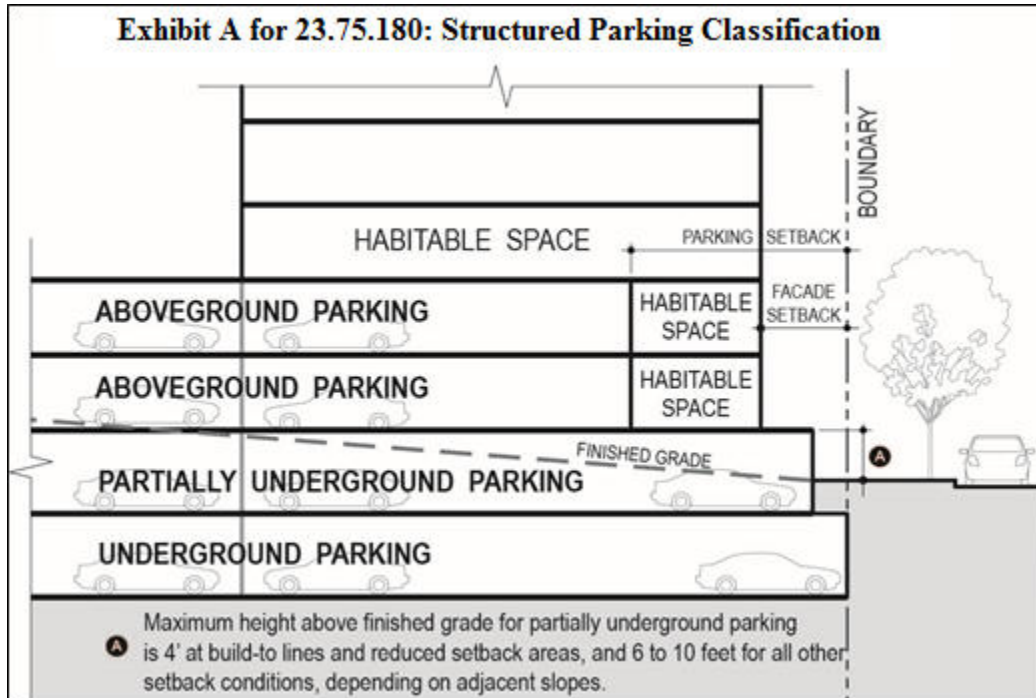 Exhibit A for 23.75.180: Structured Parking Classification
BOUNDARY
HABITABLE SPACE
PARKING SETBACK
ABOVEGROUND PARKING
HABITABLE
SPACE
FACADE
SETBACK
ABOVEGROUND PARKING
HABITABLE
SPACE
FINISHED GRADE
A
PARTIALLY UNDERGROUND PARKING
UNDERGROUND PARKING
A Maximum height above finished grade for partially underground parking
is 4' at build-to lines and reduced setback areas, and 6 to 10 feet for all other
setback conditions, depending on adjacent slopes.